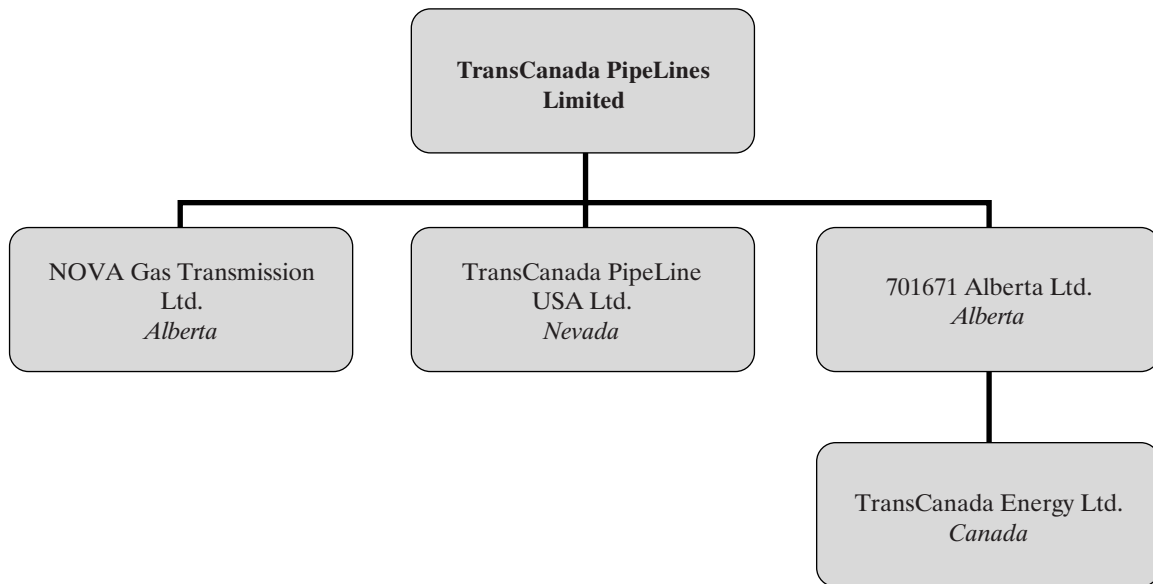 TransCanada PipeLines
Limited
NOVA Gas Transmission
Ltd.
Alberta
TransCanada PipeLine
USA Ltd.
Nevada
701671 Alberta Ltd.
Alberta
TransCanada Energy Ltd.
Canada